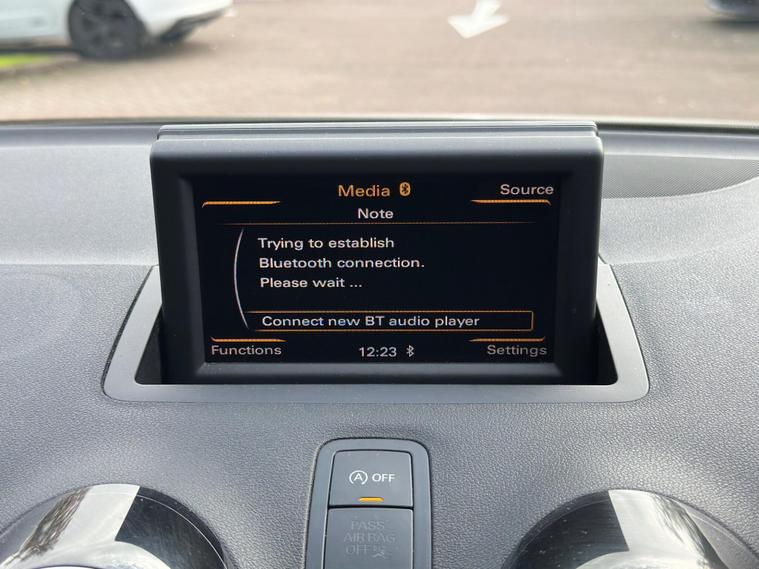 Media
Source
Note
Trying to establish
Bluetooth connection.
Please wait ...
Connect new BT audio player
Functions
12:23
Settings
A OFF
PASS
AIR BAG
OFF